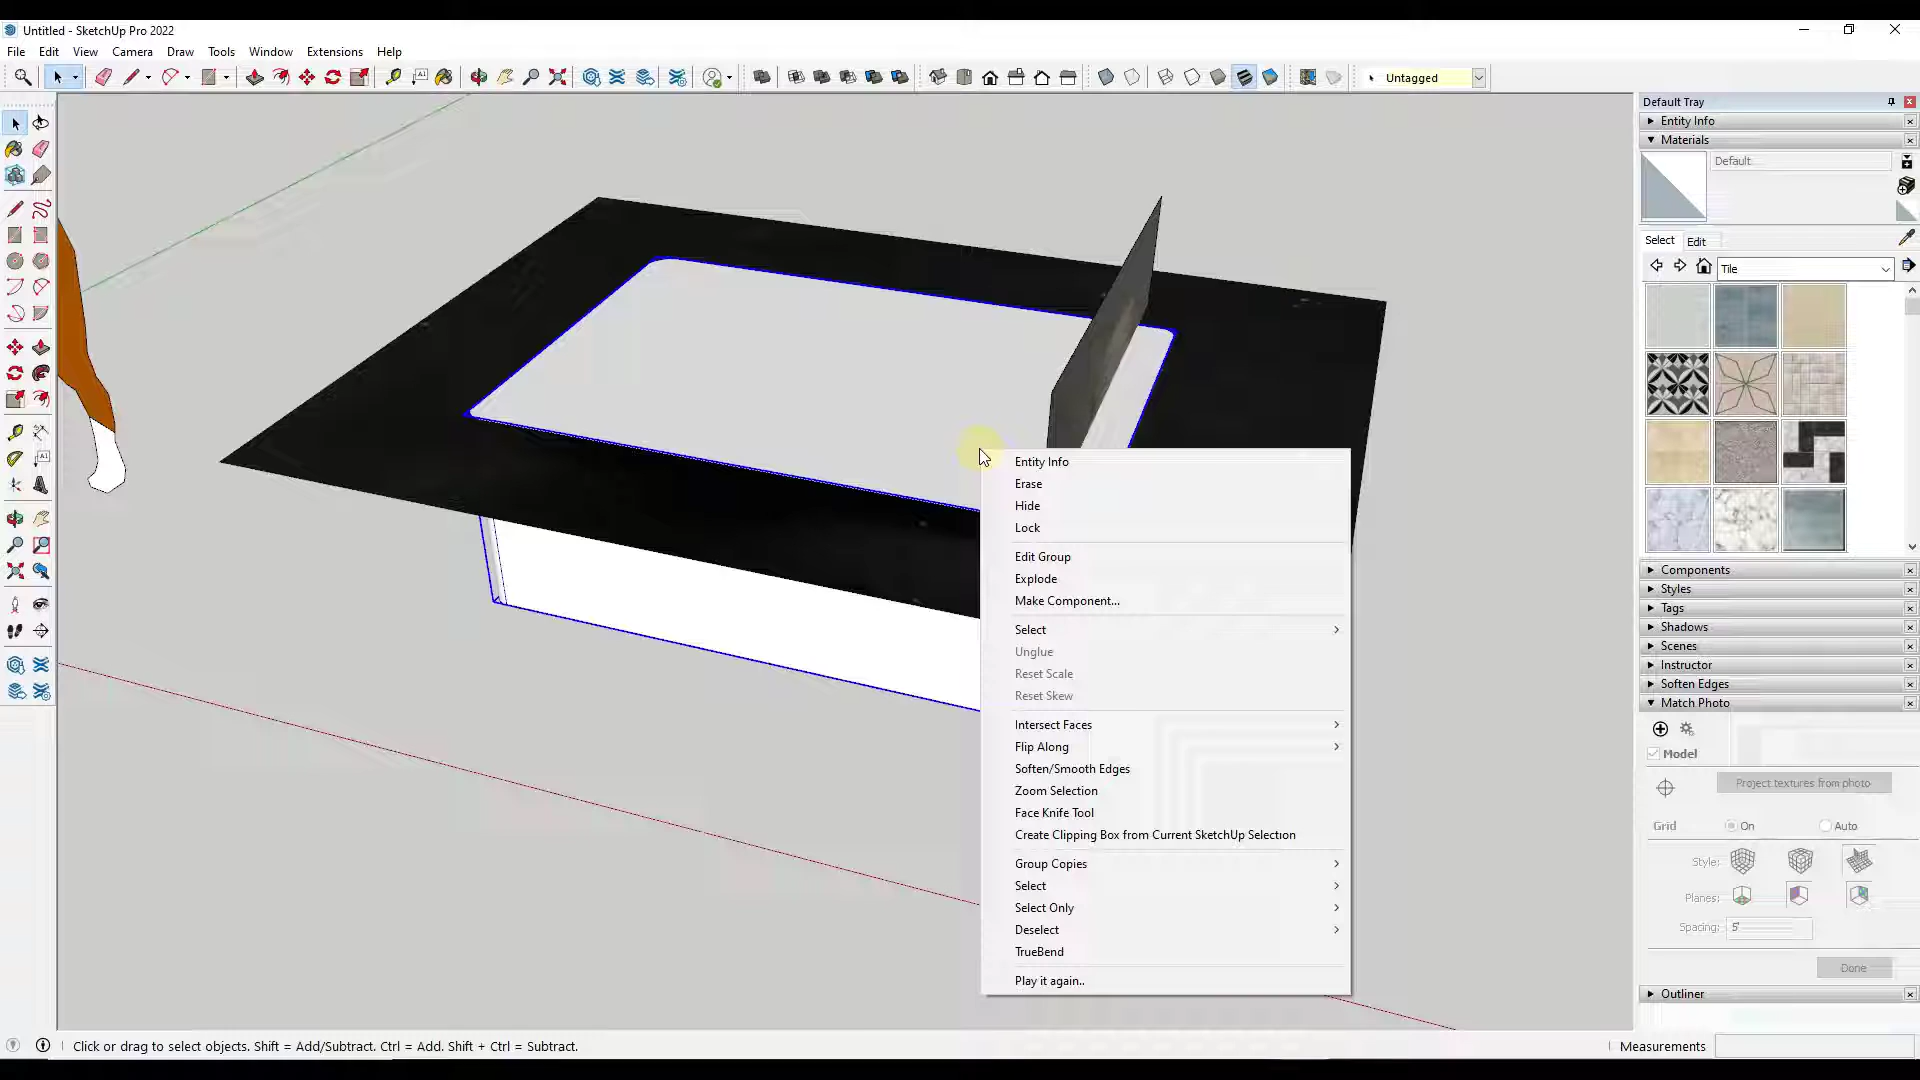 Untitled - SketchUp Pro 2022
File Edit View Camera Draw Tools Window Extensions Help
Untagged
Default Tray
Entity Info
Materials
Default
Select Edit
Tile
Entity Info
Erase
Hide
Lock
Edit Group
Explode
Make Component...
Select
Unglue
Reset Scale
Reset Skew
Intersect Faces
Flip Along
Soften/Smooth Edges
Zoom Selection
Face Knife Tool
Create Clipping Box from Current SketchUp Selection
Group Copies
Select
Select Only
Deselect
TrueBend
Play it again..
Components
Styles
Tags
Shadows
Scenes
Instructor
Soften Edges
Match Photo
Model
Project textures from photo
Grid On Auto
Style:
Planes:
Spacing: 5'
Done
Outliner
Click or drag to select objects. Shift = Add/Subtract. Ctrl = Add. Shift + Ctrl = Subtract.
Measurements